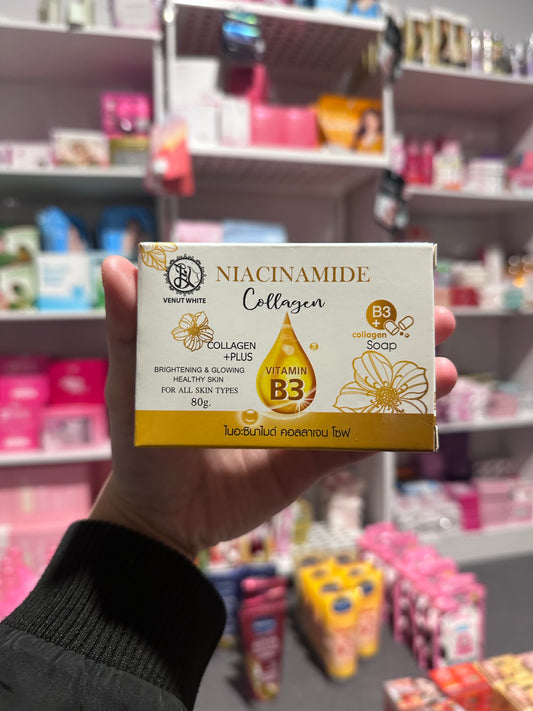 NIACINAMIDE
Collagen
VENUT WHITE
COLLAGEN
+PLUS
BRIGHTENING & GLOWING
HEALTHY SKIN
FOR ALL SKIN TYPES
80g.
VITAMIN
B3
B3
+
collagen
Soap
ไนอะซินาไมด์ คอลลาเจน โซฟ